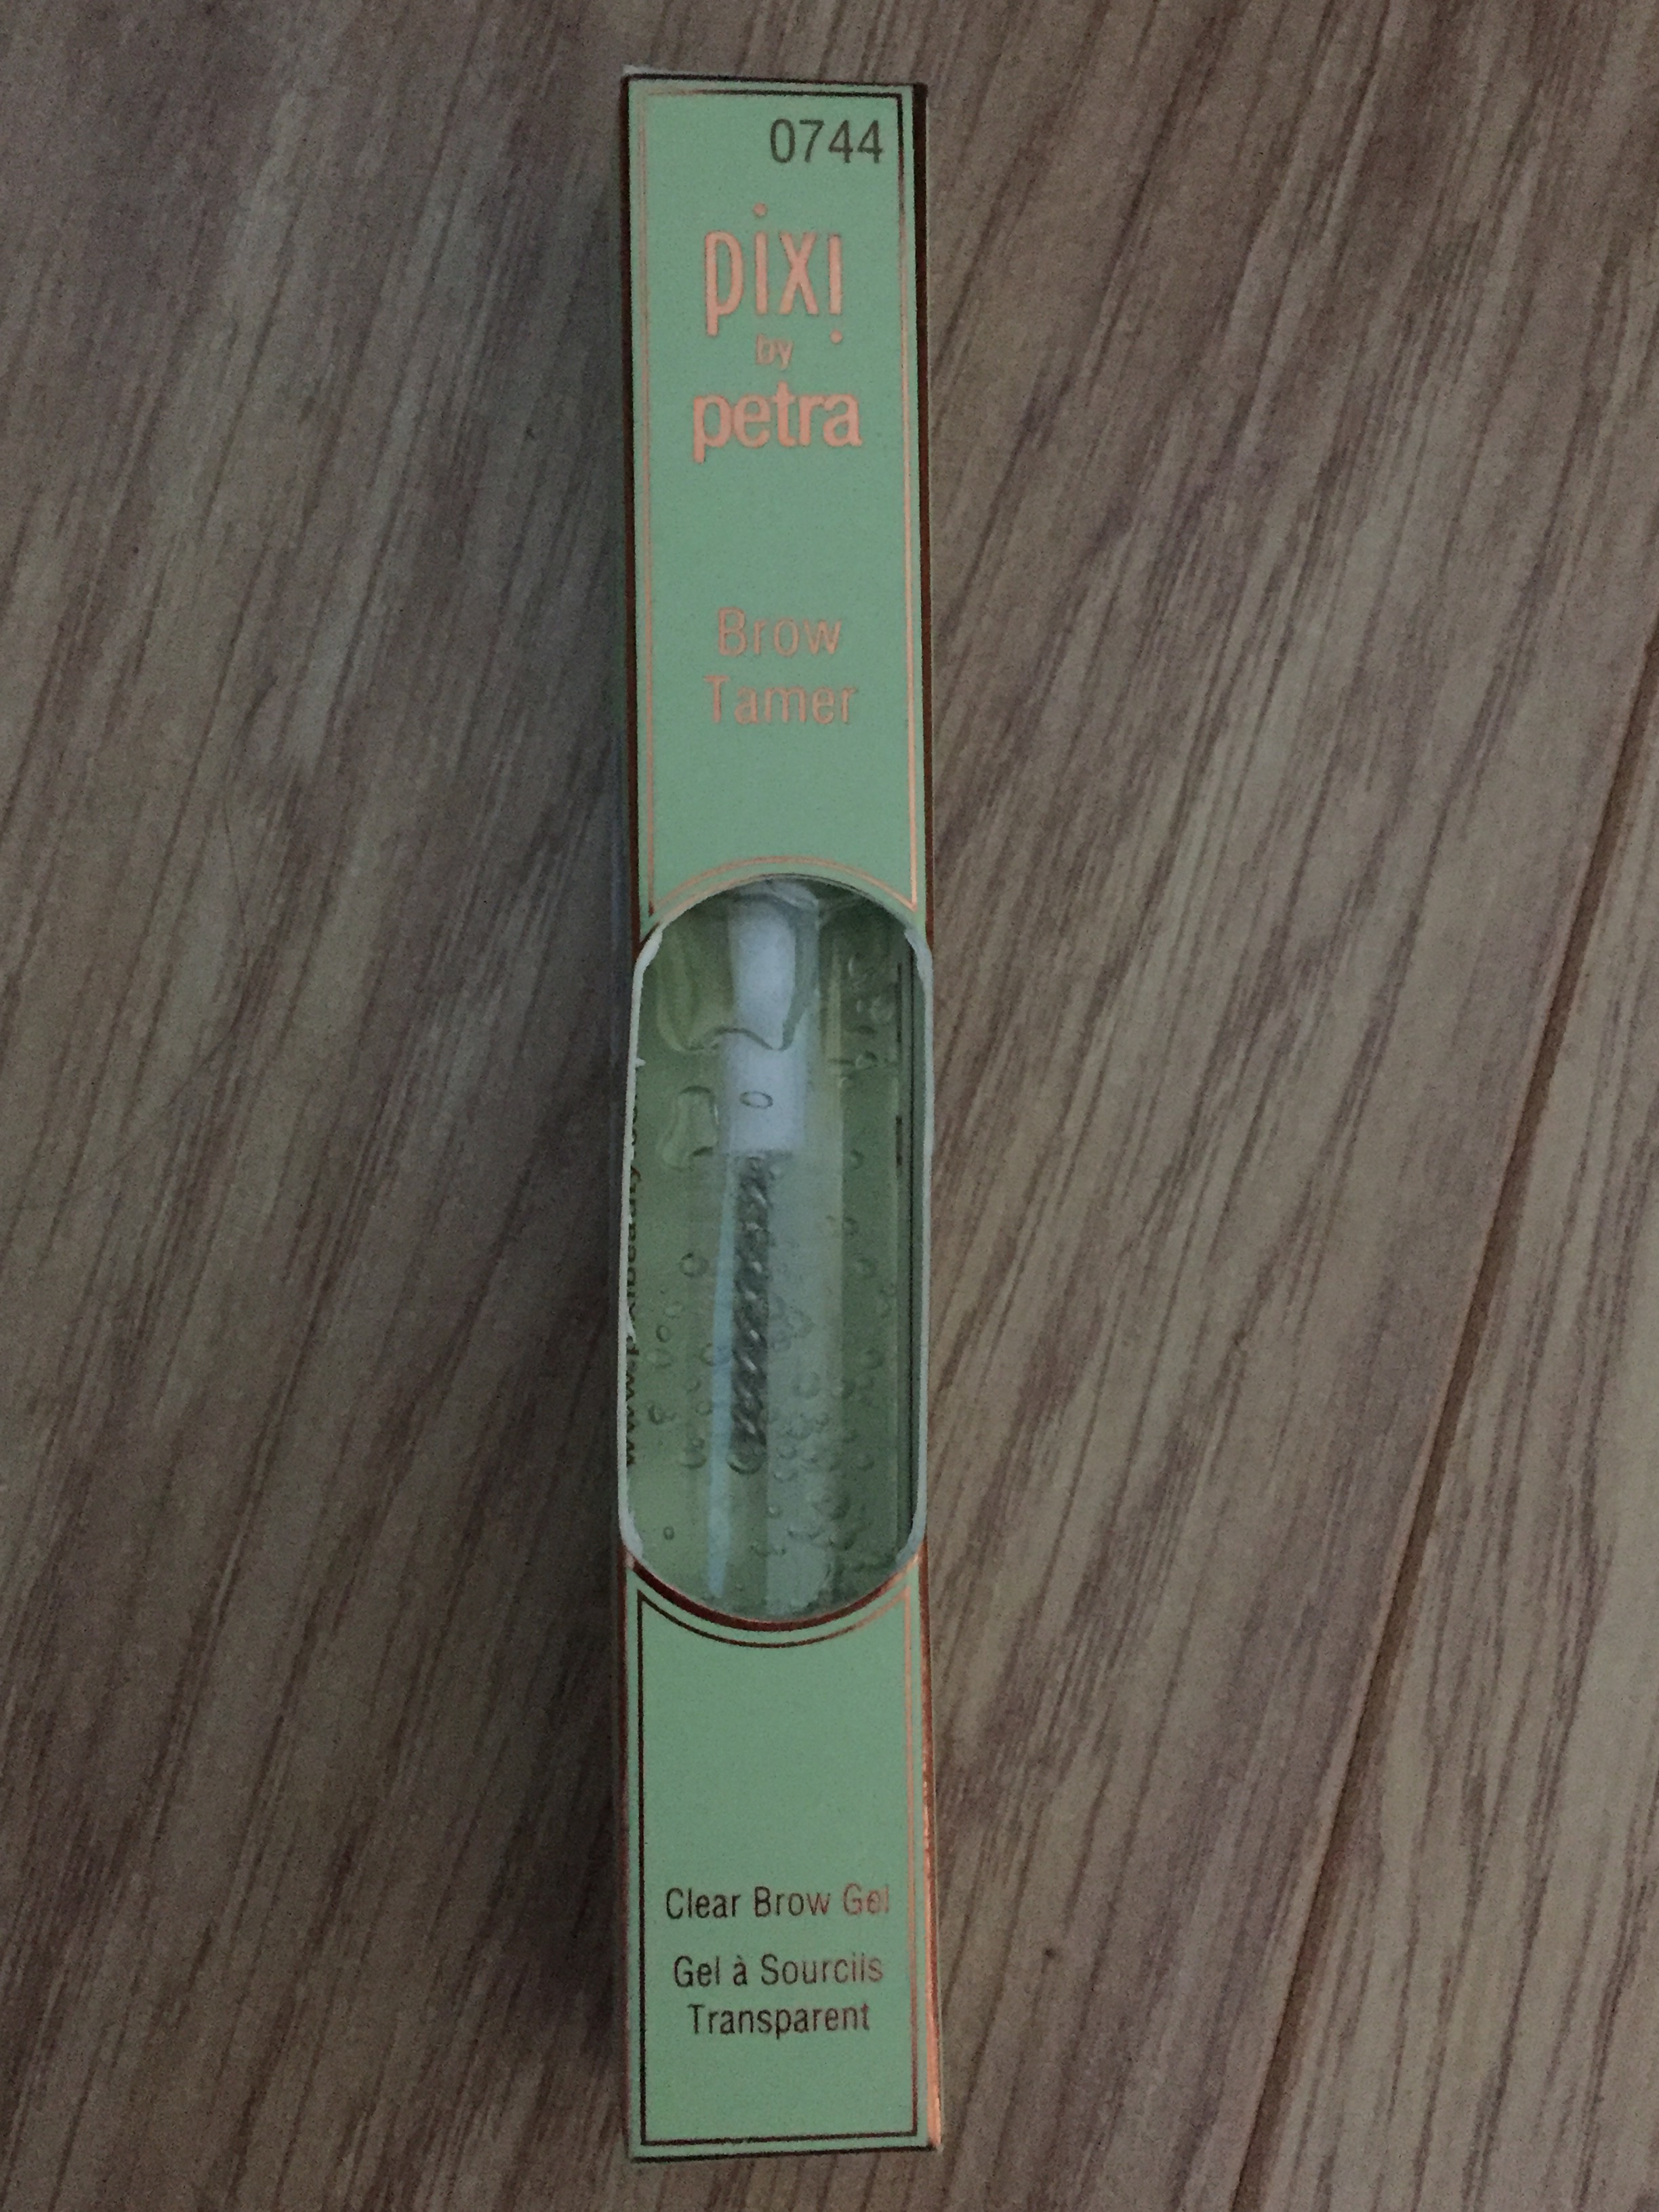 0744
pixi
by
petra
Brow
Tamer
Clear Brow Gel
Gel à Sourcils
Transparent